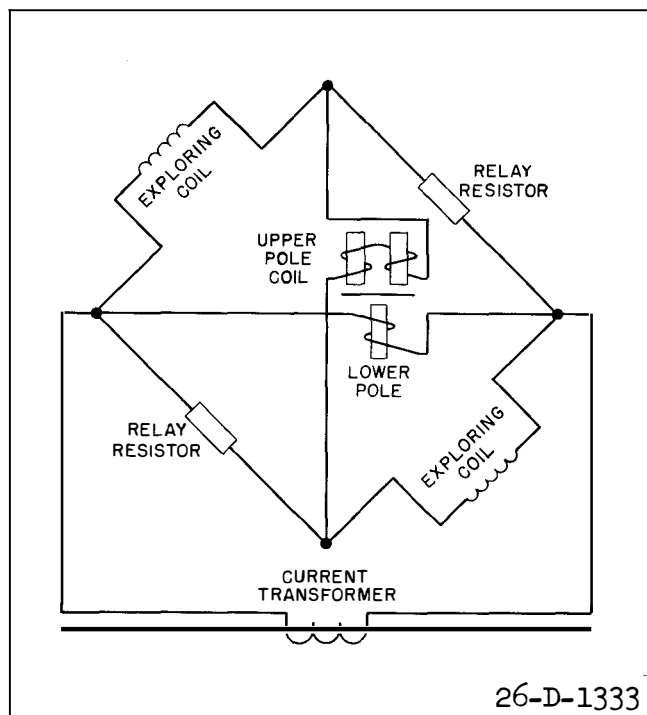 EXPLORING
COIL
RELAY
RESISTOR
UPPER
POLE
COIL
LOWER
POLE
RELAY
RESISTOR
EXPLORING
COIL
CURRENT
TRANSFORMER
26-D-1333